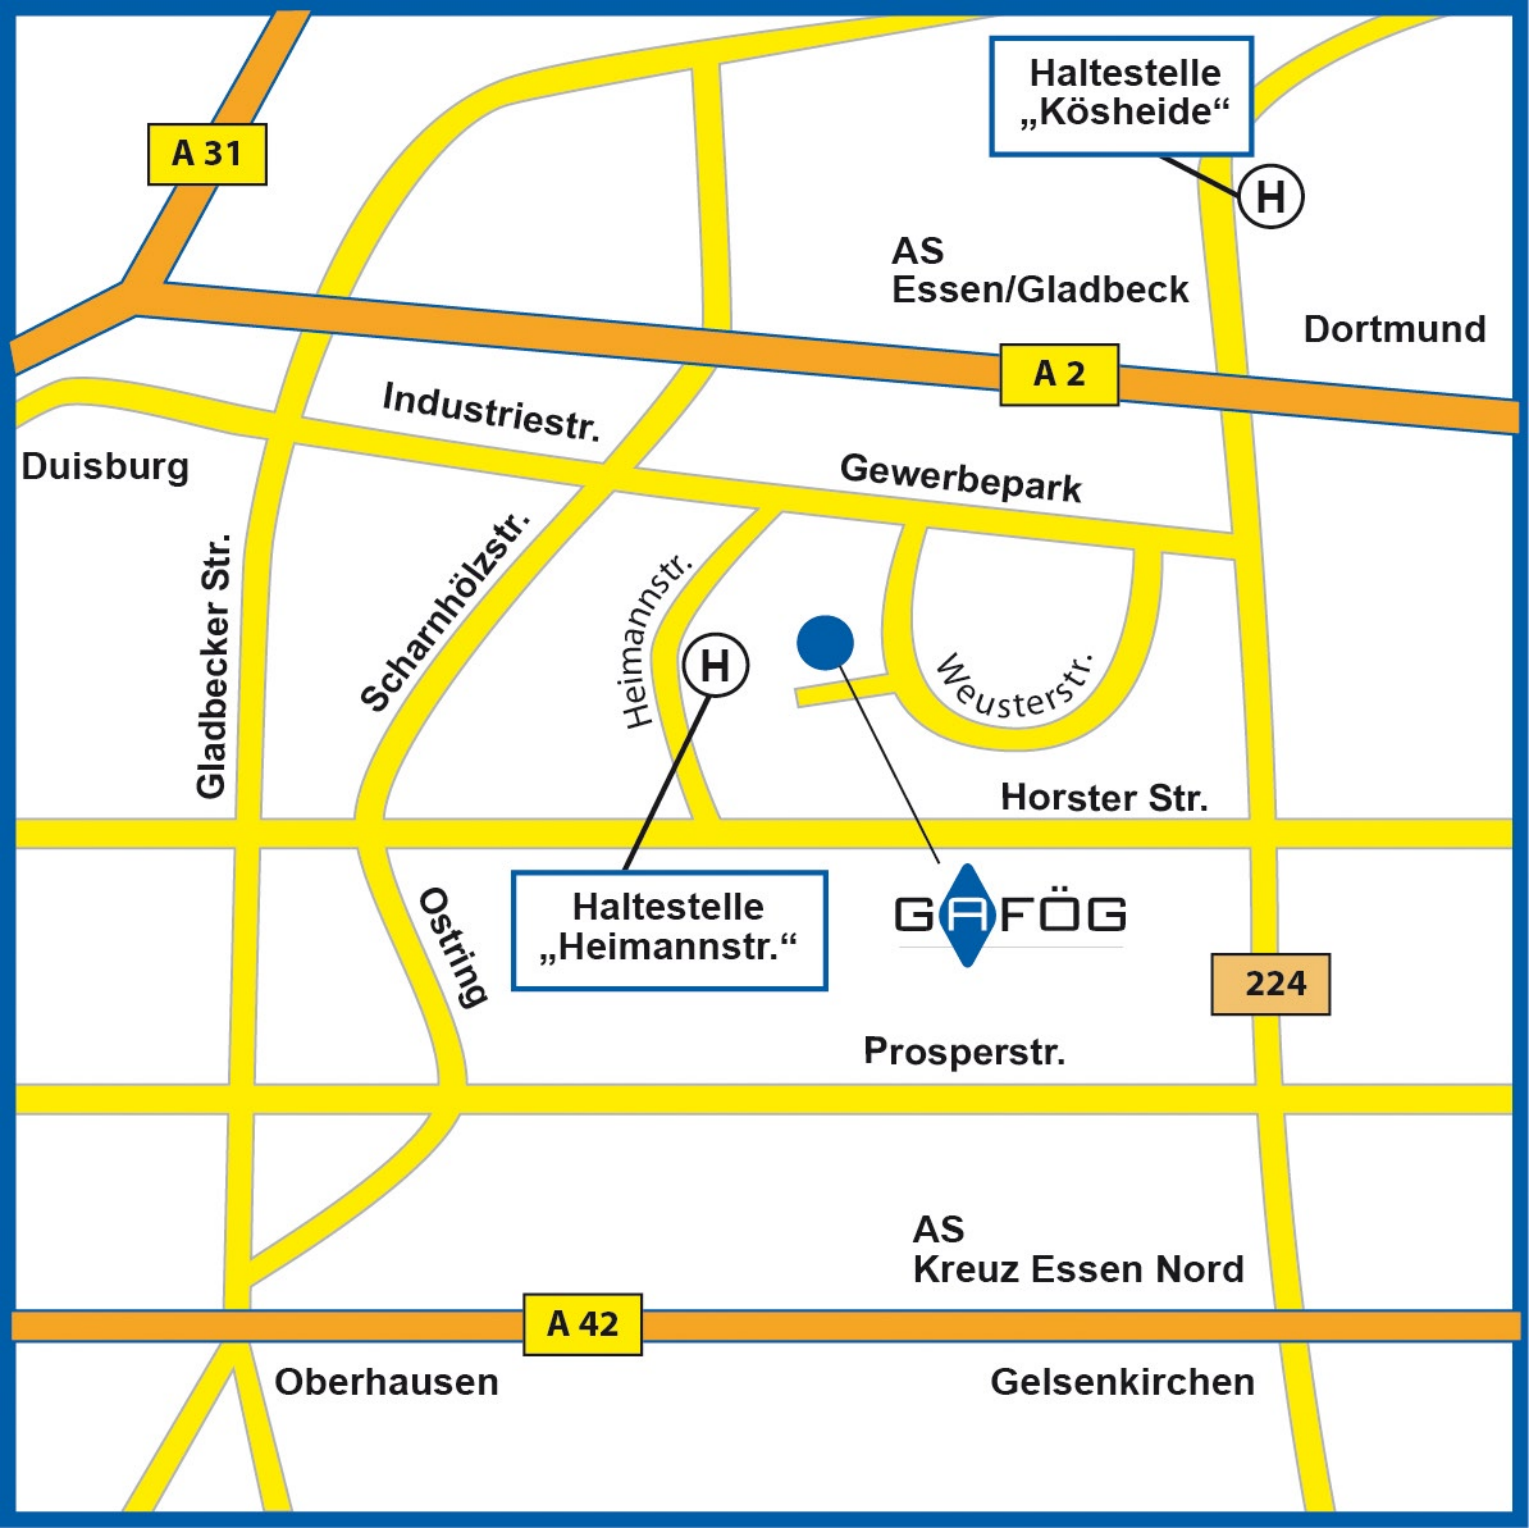 Haltestelle
„Kösheide“
A 31
H
AS
Essen/Gladbeck
Dortmund
A 2
Industriestr.
Duisburg
Gewerbepark
Gladbecker Str.
Scharnhölzstr.
Heimannstr.
H
Weusterstr.
Horster Str.
Haltestelle
„Heimannstr.“
GAFÖG
Ostring
224
Prosperstr.
AS
Kreuz Essen Nord
A 42
Oberhausen
Gelsenkirchen